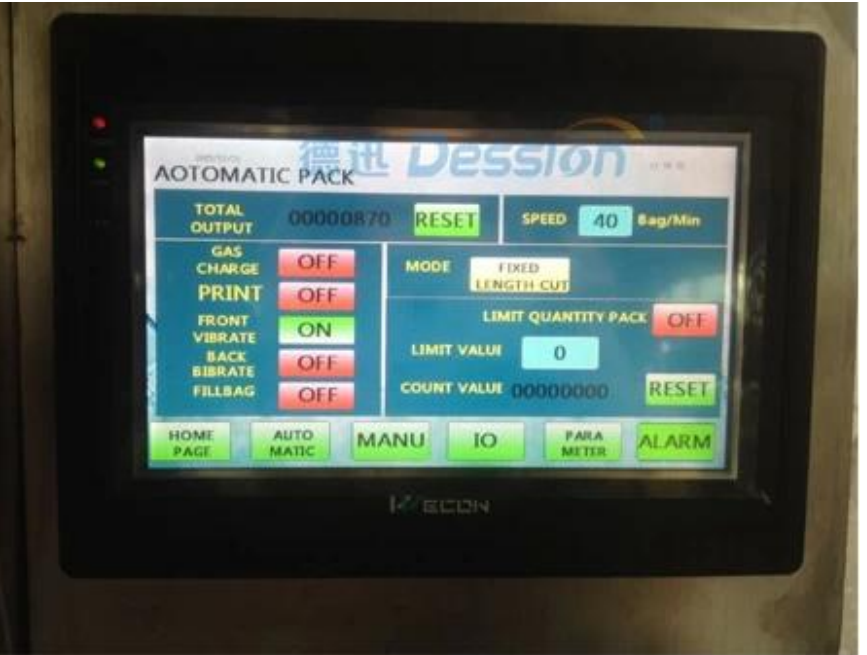 德迅 Dession
AOTOMATIC PACK
TOTAL
OUTPUT
00000870
RESET
SPEED
40
Bag/Min
GAS
CHARGE
OFF
PRINT
OFF
FRONT
VIBRATE
ON
BACK
BIBRATE
OFF
FILLBAG
OFF
MODE
FIXED
LENGTH CUT
LIMIT QUANTITY PACK
OFF
LIMIT VALUE
0
COUNT VALUE
00000000
RESET
HOME
PAGE
AUTO
MATIC
MANU
IO
PARA
METER
ALARM
WECON